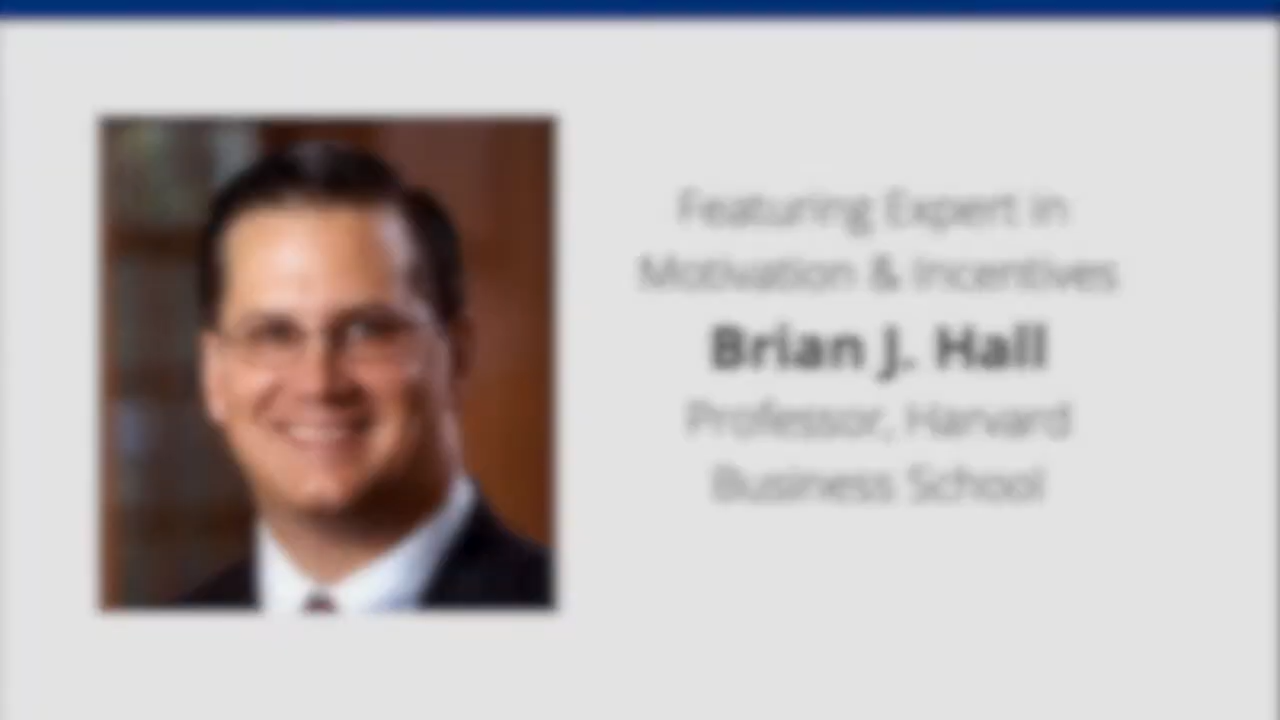 Featuring Expert in
Motivation & Incentives
Brian J. Hall
Professor, Harvard
Business School